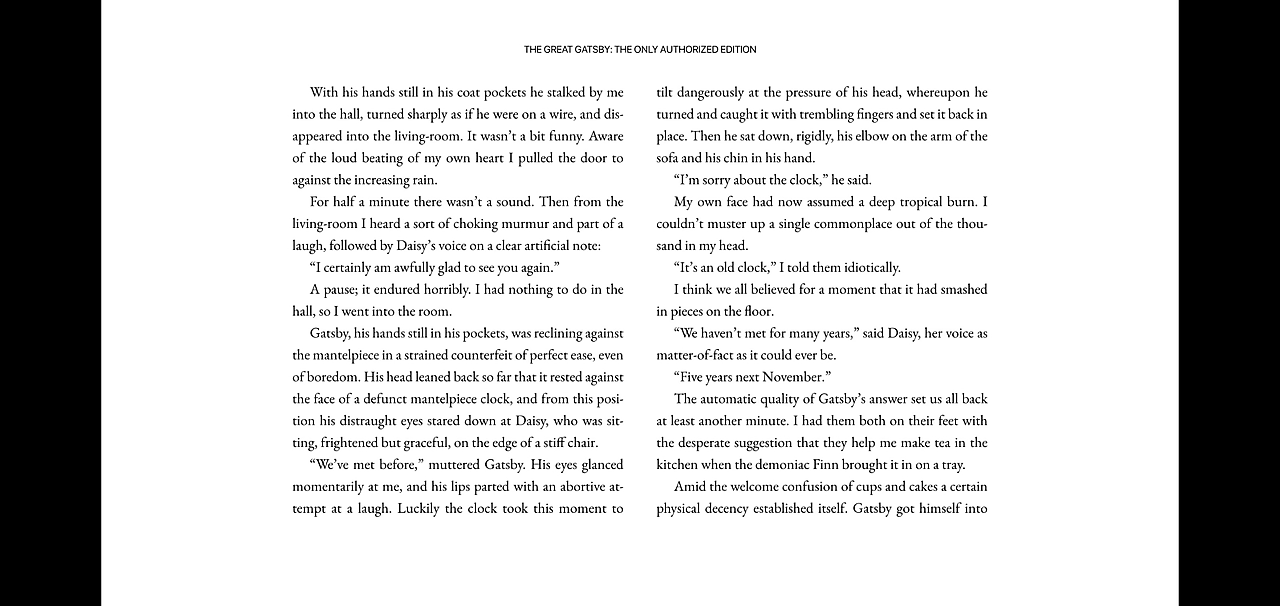 THE GREAT GATSBY: THE ONLY AUTHORIZED EDITION
With his hands still in his coat pockets he stalked by me
into the hall, turned sharply as if he were on a wire, and dis-
appeared into the living-room. It wasn’t a bit funny. Aware
of the loud beating of my own heart I pulled the door to
against the increasing rain.
For half a minute there wasn’t a sound. Then from the
living-room I heard a sort of choking murmur and part of a
laugh, followed by Daisy’s voice on a clear artificial note:
“I certainly am awfully glad to see you again.”
A pause; it endured horribly. I had nothing to do in the
hall, so I went into the room.
Gatsby, his hands still in his pockets, was reclining against
the mantelpiece in a strained counterfeit of perfect ease, even
of boredom. His head leaned back so far that it rested against
the face of a defunct mantelpiece clock, and from this posi-
tion his distraught eyes stared down at Daisy, who was sit-
ting, frightened but graceful, on the edge of a stiff chair.
“We’ve met before,” muttered Gatsby. His eyes glanced
momentarily at me, and his lips parted with an abortive at-
tempt at a laugh. Luckily the clock took this moment to
tilt dangerously at the pressure of his head, whereupon he
turned and caught it with trembling fingers and set it back in
place. Then he sat down, rigidly, his elbow on the arm of the
sofa and his chin in his hand.
“I’m sorry about the clock,” he said.
My own face had now assumed a deep tropical burn. I
couldn’t muster up a single commonplace out of the thou-
sand in my head.
“It’s an old clock,” I told them idiotically.
I think we all believed for a moment that it had smashed
in pieces on the floor.
“We haven’t met for many years,” said Daisy, her voice as
matter-of-fact as it could ever be.
“Five years next November.”
The automatic quality of Gatsby’s answer set us all back
at least another minute. I had them both on their feet with
the desperate suggestion that they help me make tea in the
kitchen when the demoniac Finn brought it in on a tray.
Amid the welcome confusion of cups and cakes a certain
physical decency established itself. Gatsby got himself into